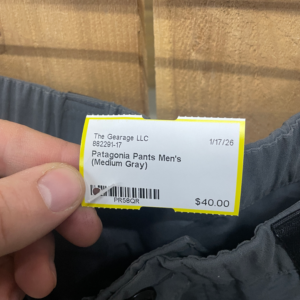 The Gearage LLC 1/17/26
882291-17
Patagonia Pants Men's
(Medium Gray)
PR58QR
$40.00